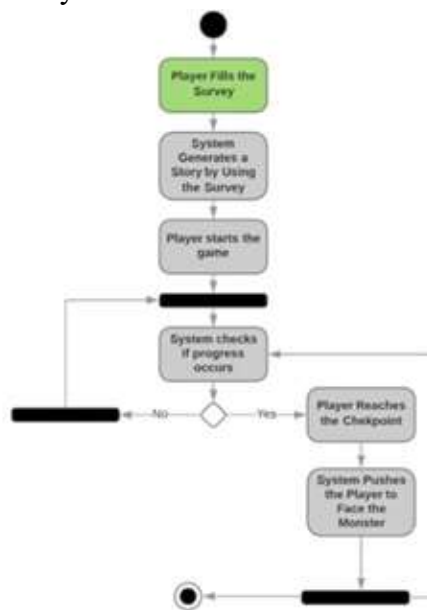 Player Fills the
Survey
System
Generates a
Story by Using
the Survey
Player starts the
game
System checks
if progress
occurs
No
Yes
Player Reaches
the Chekpoint
System Pushes
the Player to
Face the
Monster